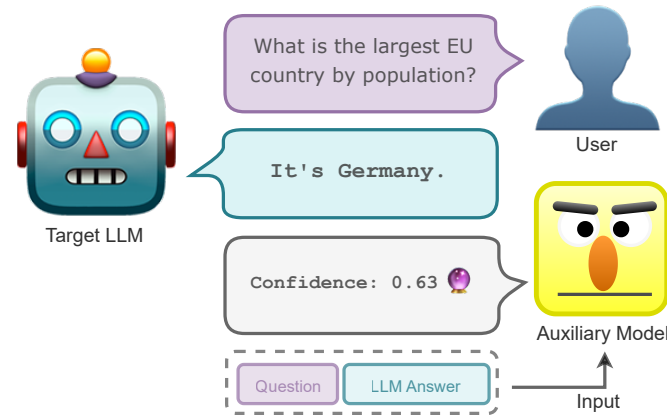 What is the largest EU
country by population?
User
It's Germany.
Target LLM
Confidence: 0.63
Auxiliary Model
Question
LLM Answer
Input